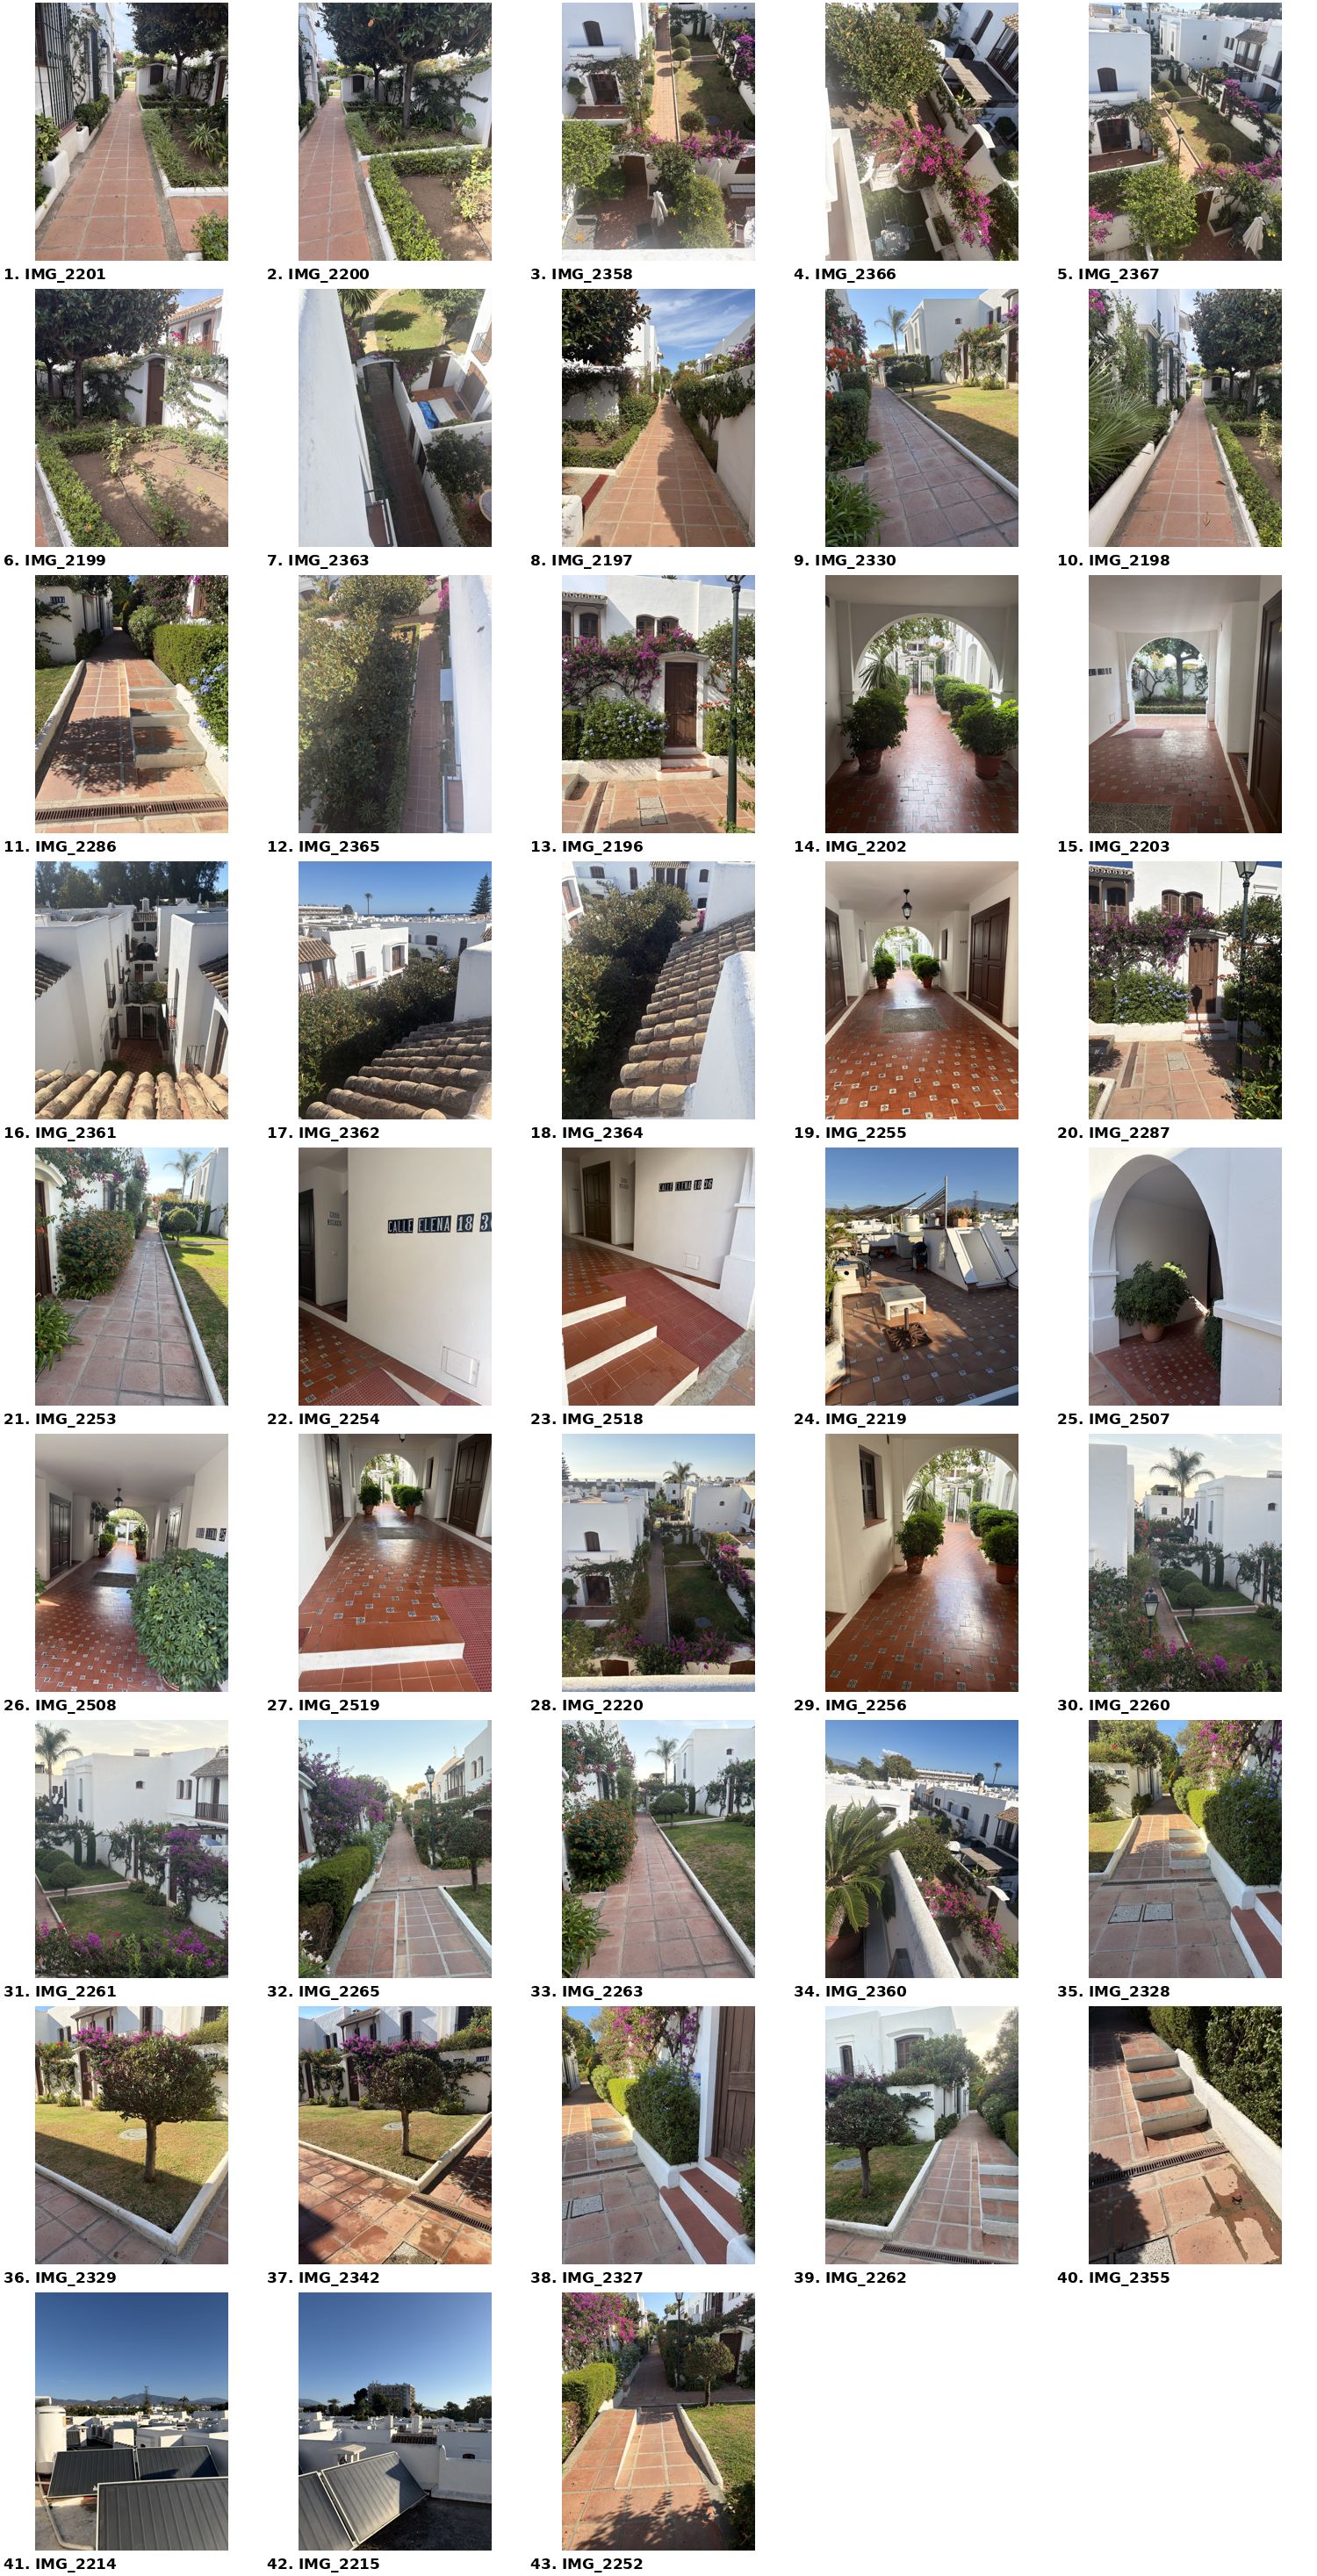 1. IMG_2201
2. IMG_2200
3. IMG_2358
4. IMG_2366
5. IMG_2367
6. IMG_2199
7. IMG_2363
8. IMG_2197
9. IMG_2330
10. IMG_2198
11. IMG_2286
12. IMG_2365
13. IMG_2196
14. IMG_2202
15. IMG_2203
16. IMG_2361
17. IMG_2362
18. IMG_2364
19. IMG_2255
20. IMG_2287
CALLE ELENA 18 3
CALLE ELENA 18 36
21. IMG_2253
22. IMG_2254
23. IMG_2518
24. IMG_2219
25. IMG_2507
26. IMG_2508
27. IMG_2519
28. IMG_2220
29. IMG_2256
30. IMG_2260
31. IMG_2261
32. IMG_2265
33. IMG_2263
34. IMG_2360
35. IMG_2328
36. IMG_2329
37. IMG_2342
38. IMG_2327
39. IMG_2262
40. IMG_2355
41. IMG_2214
42. IMG_2215
43. IMG_2252